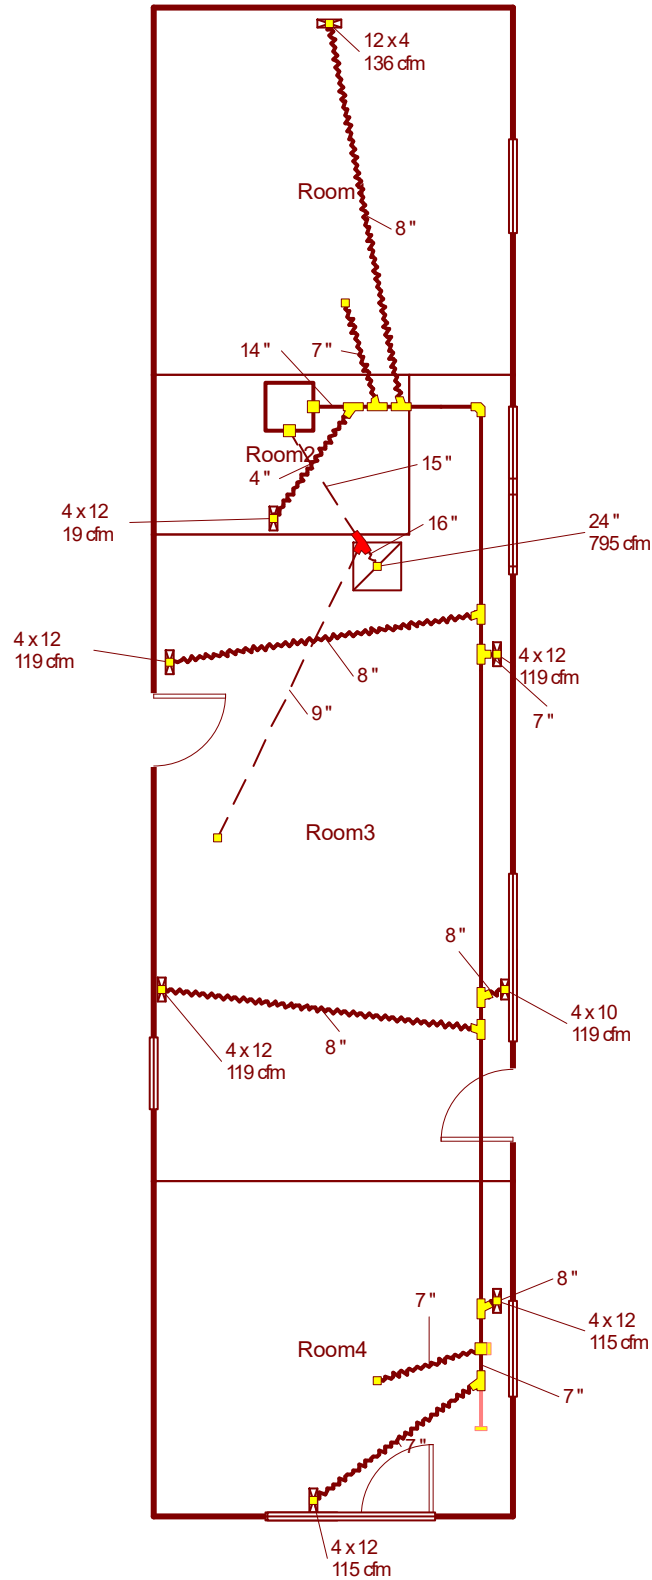 12 x 4
136 cfm
Room
8 "
14 "
7 "
Room2
4 "
15 "
4 x 12
19 cfm
16 "
24 "
795 cfm
4 x 12
119 cfm
8 "
4 x 12
119 cfm
7 "
9 "
Room3
8 "
4 x 10
119 cfm
8 "
4 x 12
119 cfm
8 "
7 "
4 x 12
115 cfm
Room4
7 "
7 "
4 x 12
115 cfm